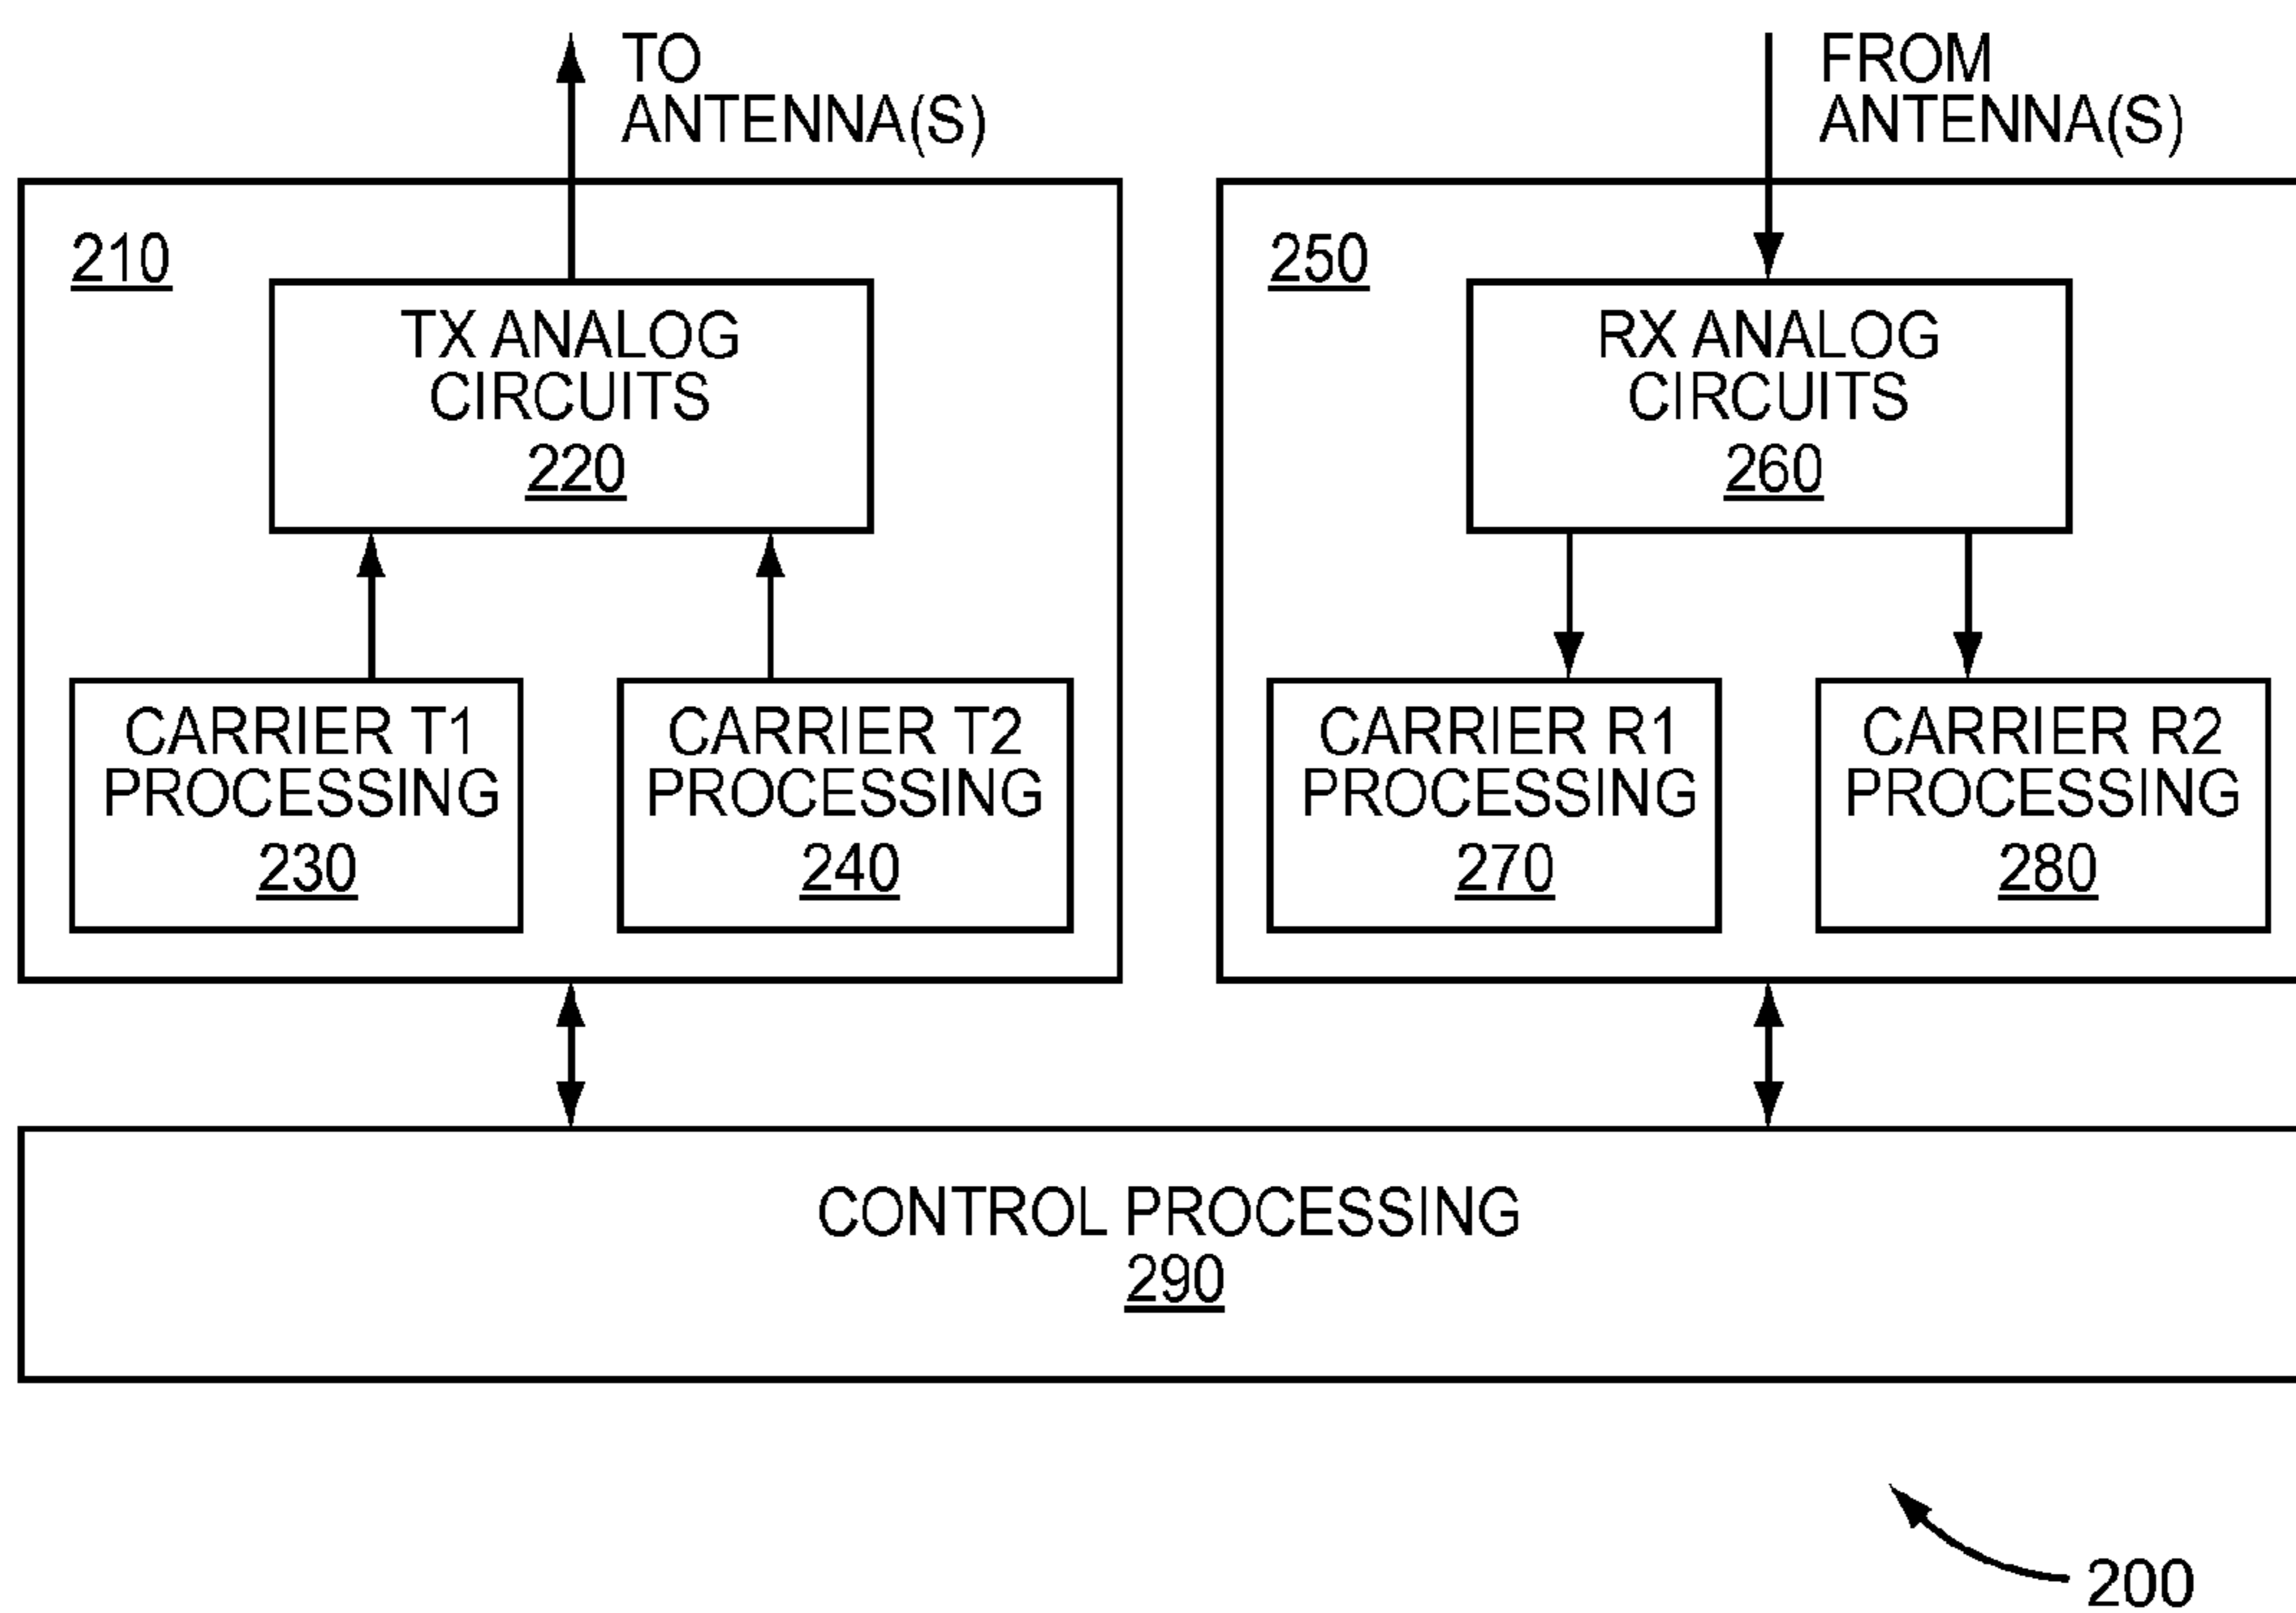 TO
ANTENNA(S)
FROM
ANTENNA(S)
210
TX ANALOG
CIRCUITS
220
CARRIER T1
PROCESSING
230
CARRIER T2
PROCESSING
240
250
RX ANALOG
CIRCUITS
260
CARRIER R1
PROCESSING
270
CARRIER R2
PROCESSING
280
CONTROL PROCESSING
290
200